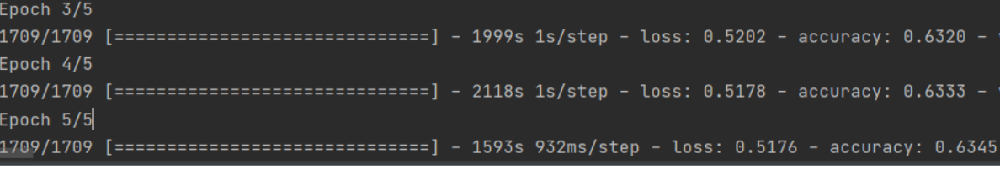 Epoch 3/5
1709/1709 [==============================] - 1999s 1s/step - loss: 0.5202 - accuracy: 0.6320 -
Epoch 4/5
1709/1709 [==============================] - 2118s 1s/step - loss: 0.5178 - accuracy: 0.6333 -
Epoch 5/5
1709/1709 [==============================] - 1593s 932ms/step - loss: 0.5176 - accuracy: 0.6345